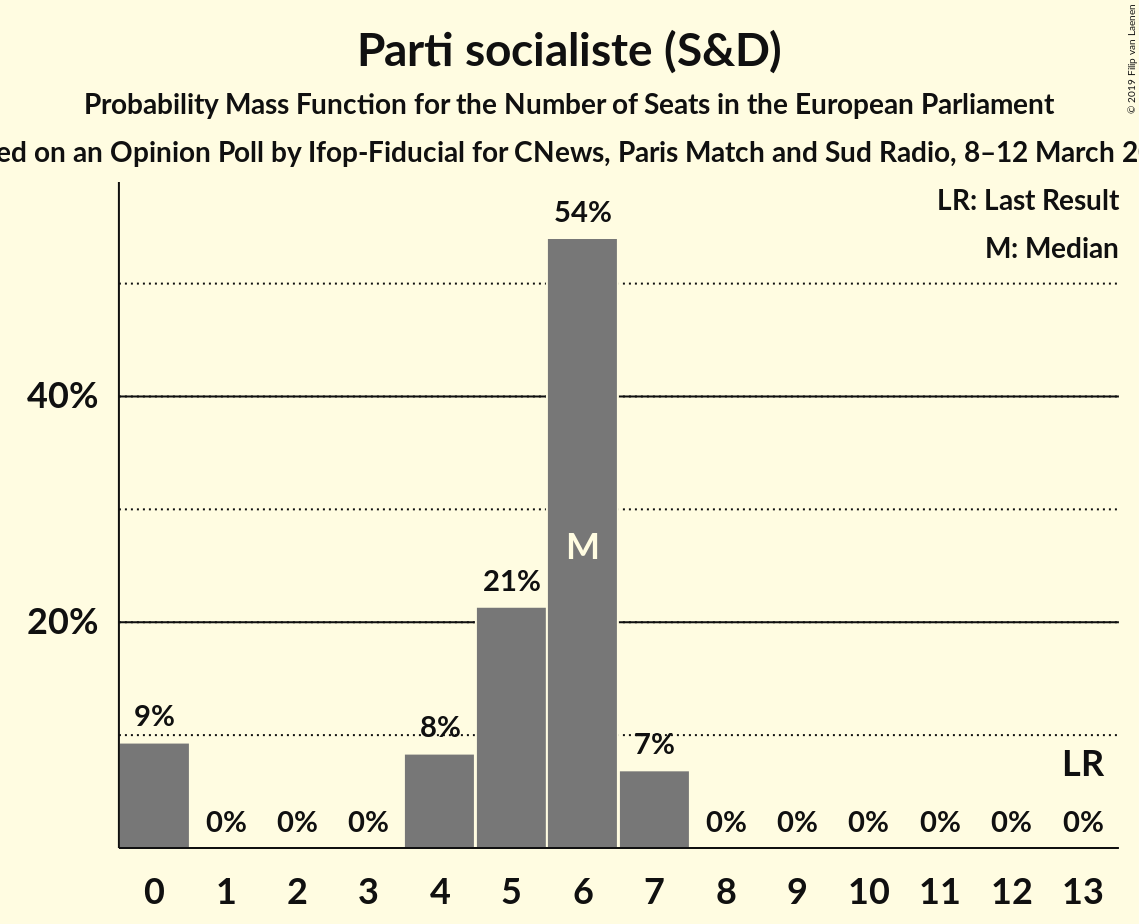 Parti socialiste (S&D)
Probability Mass Function for the Number of Seats in the European Parliament
ed on an Opinion Poll by Ifop-Fiducial for CNews, Paris Match and Sud Radio, 8–12 March 2
© 2019 Filip van Laenen
LR: Last Result
M: Median
54%
40%
M
21%
20%
9%
8%
7%
LR
0% 0% 0% 0% 0% 0% 0% 0% 0%
0 1 2 3 4 5 6 7 8 9 10 11 12 13